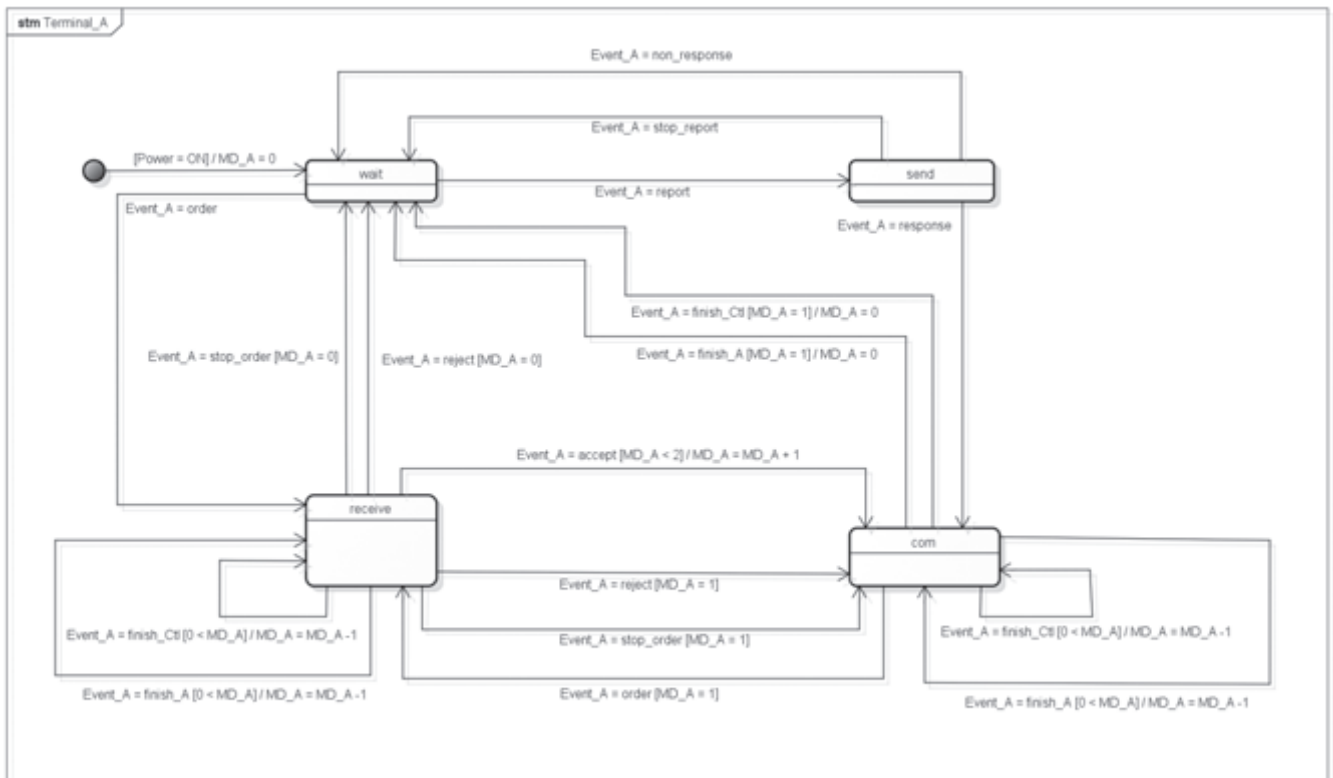 stm Terminal_A
Event_A = non_response
Event_A = stop_report
[Power = ON] / MD_A = 0
wait
send
Event_A = report
Event_A = order
Event_A = response
Event_A = finish_Ctl [MD_A = 1] / MD_A = 0
Event_A = stop_order [MD_A = 0]
Event_A = reject [MD_A = 0]
Event_A = finish_A [MD_A = 1] / MD_A = 0
Event_A = accept [MD_A < 2] / MD_A = MD_A + 1
receive
com
Event_A = reject [MD_A = 1]
Event_A = finish_Ctl [0 < MD_A] / MD_A = MD_A -1
Event_A = stop_order [MD_A = 1]
Event_A = finish_Ctl [0 < MD_A] / MD_A = MD_A -1
Event_A = finish_A [0 < MD_A] / MD_A = MD_A -1
Event_A = order [MD_A = 1]
Event_A = finish_A [0 < MD_A] / MD_A = MD_A -1